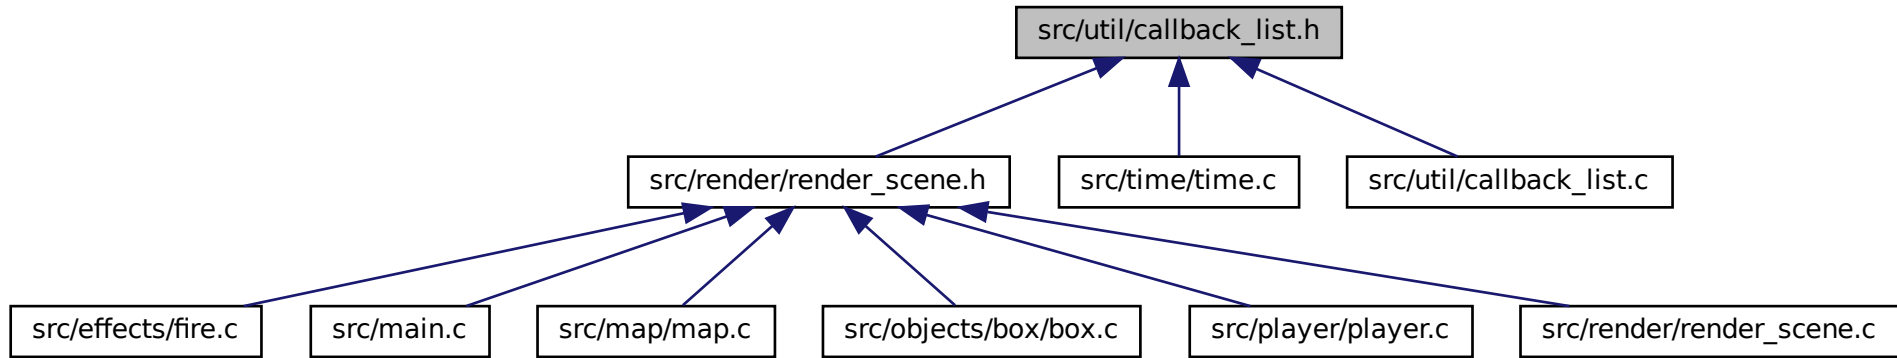 src/util/callback_list.h
src/render/render_scene.h
src/time/time.c
src/util/callback_list.c
src/effects/fire.c
src/main.c
src/map/map.c
src/objects/box/box.c
src/player/player.c
src/render/render_scene.c